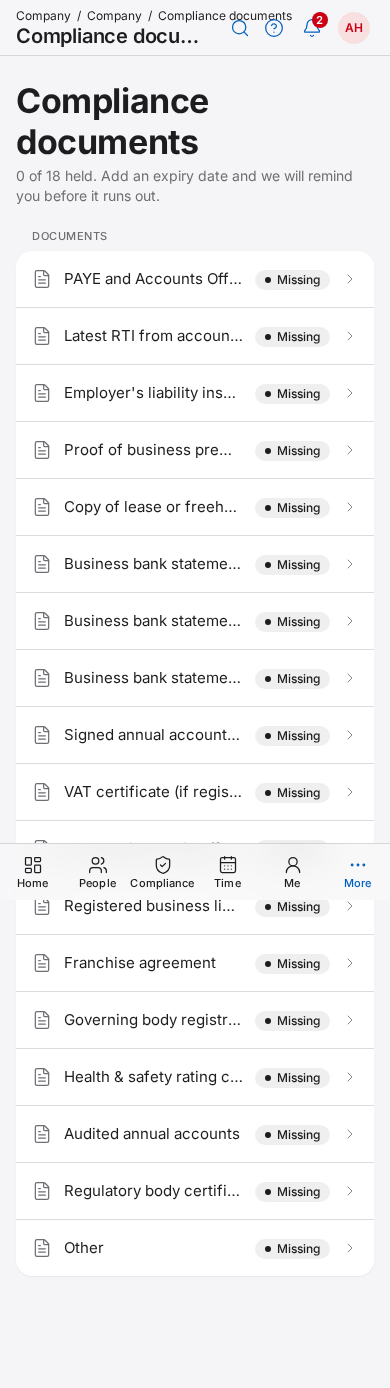 Company / Company / Compliance documents
Compliance docu...
2
AH
Compliance
documents
0 of 18 held. Add an expiry date and we will remind
you before it runs out.
DOCUMENTS
PAYE and Accounts Off... Missing
Latest RTI from accoun... Missing
Employer's liability ins... Missing
Proof of business pre... Missing
Copy of lease or freeh... Missing
Business bank stateme... Missing
Business bank stateme... Missing
Business bank stateme... Missing
Signed annual account... Missing
VAT certificate (if regis... Missing
Home People Compliance Time Me More
Registered business li... Missing
Franchise agreement Missing
Governing body registr... Missing
Health & safety rating c... Missing
Audited annual accounts Missing
Regulatory body certifi... Missing
Other Missing